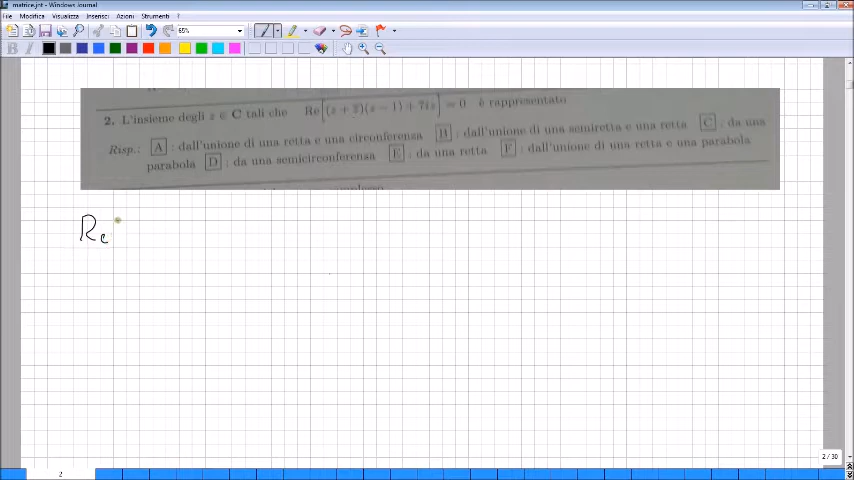 matrice.jnt - Windows Journal
File Modifica Visualizza Inserisci Azioni Strumenti ?
65%
2. L'insieme degli z ∈ C tali che Re[(z + 2)(z − 1) + 7iz] = 0 è rappresentato
Risp.: A : dall'unione di una retta e una circonferensa B : dall'unione di una semiretta e una retta C : da una
parabola D : da una semicirconferensa E : da una retta F : dall'unione di una retta e una parabola
Re
2 / 30
2